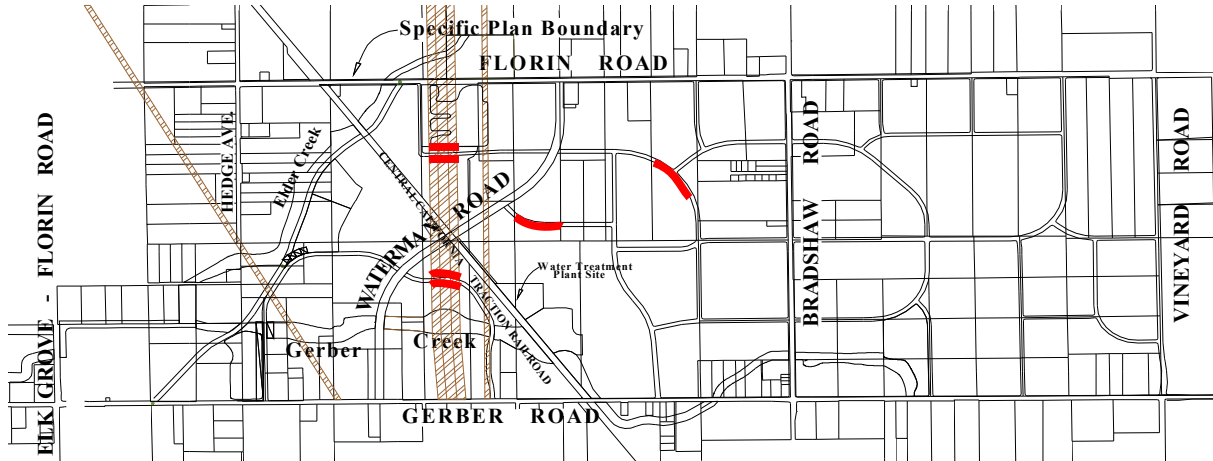 Specific Plan Boundary
FLORIN ROAD
ELK GROVE - FLORIN ROAD
HEDGE AVE.
Elder Creek
CENTRAL CALIFORNIA
TRACTION RAILROAD
WATERMAN ROAD
Water Treatment
Plant Site
BRADSHAW ROAD
VINEYARD ROAD
Gerber Creek
GERBER ROAD